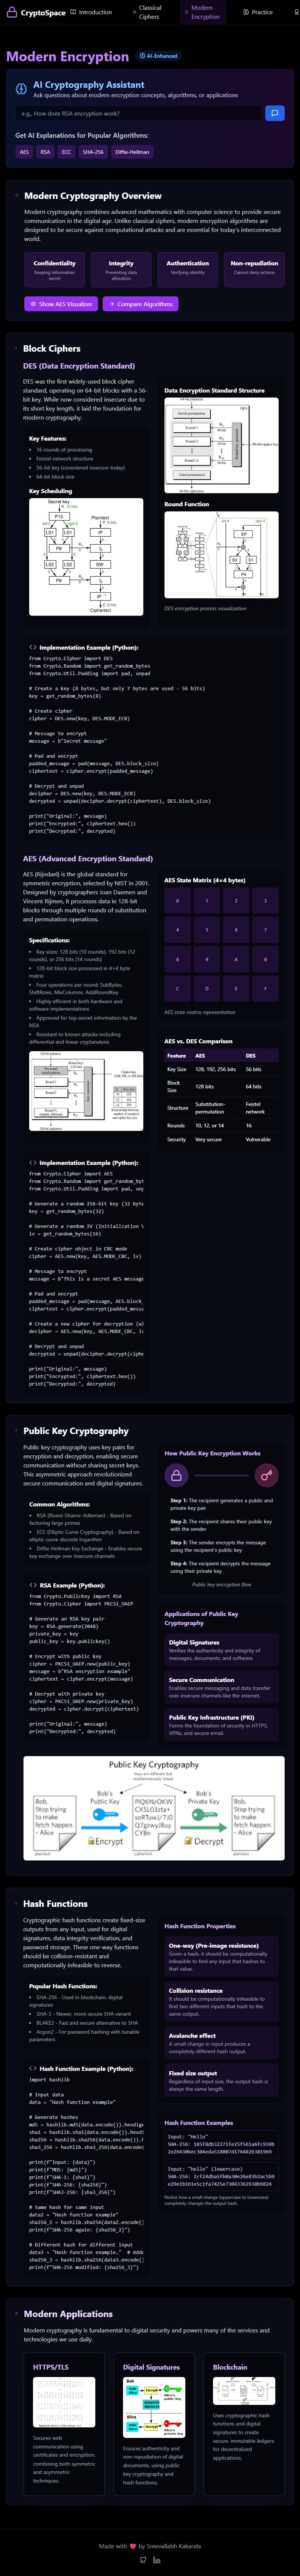 CryptoSpace
Introduction
Classical
Ciphers
Modern
Encryption
Practice
Modern Encryption
AI-Enhanced
AI Cryptography Assistant
Ask questions about modern encryption concepts, algorithms, or applications
e.g., How does RSA encryption work?
Get AI Explanations for Popular Algorithms:
AES
RSA
ECC
SHA-256
Diffie-Hellman
Modern Cryptography Overview
Modern cryptography combines advanced mathematics with computer science to provide secure
communication in the digital age. Unlike classical ciphers, modern encryption algorithms are
designed to be secure against computational attacks and are essential for today's interconnected
world.
Confidentiality
Keeping information
secret
Integrity
Preventing data
alteration
Authentication
Verifying identity
Non-repudiation
Cannot deny actions
Show AES Visualizer
Compare Algorithms
Block Ciphers
DES (Data Encryption Standard)
DES was the first widely-used block cipher
standard, operating on 64-bit blocks with a 56-
bit key. While now considered insecure due to
its short key length, it laid the foundation for
modern cryptography.
Key Features:
• 16 rounds of processing
• Feistel network structure
• 56-bit key (considered insecure today)
• 64-bit block size
Key Scheduling
Secret key
P10
LS1
LS1
P8
LS2
LS2
P8
Plaintext
IP
SW
Ciphertext
Data Encryption Standard Structure
DES
Round Function
EP
S0
S1
P4
DES encryption process visualization
Implementation Example (Python):
from Crypto.Cipher import DES
from Crypto.Random import get_random_bytes
from Crypto.Util.Padding import pad, unpad
# Create a key (8 bytes, but only 7 bytes are used - 56 bits)
key = get_random_bytes(8)
# Create cipher
cipher = DES.new(key, DES.MODE_ECB)
# Message to encrypt
message = b"Secret message"
# Pad and encrypt
padded_message = pad(message, DES.block_size)
ciphertext = cipher.encrypt(padded_message)
# Decrypt and unpad
decipher = DES.new(key, DES.MODE_ECB)
decrypted = unpad(decipher.decrypt(ciphertext), DES.block_size)
print("Original:", message)
print("Encrypted:", ciphertext.hex())
print("Decrypted:", decrypted)
AES (Advanced Encryption Standard)
AES (Rijndael) is the global standard for
symmetric encryption, selected by NIST in 2001.
Designed by cryptographers Joan Daemen and
Vincent Rijmen, it processes data in 128-bit
blocks through multiple rounds of substitution
and permutation operations.
Specifications:
• Key sizes: 128 bits (10 rounds), 192 bits (12
rounds), or 256 bits (14 rounds)
• 128-bit block size processed in 4×4 byte
matrix
• Four operations per round: SubBytes,
ShiftRows, MixColumns, AddRoundKey
• Highly efficient in both hardware and
software implementations
• Approved for top-secret information by the
NSA
• Resistant to known attacks including
differential and linear cryptanalysis
AES State Matrix (4×4 bytes)
0 1 2 3
4 5 6 7
8 9 A B
C D E F
AES state matrix representation
AES vs. DES Comparison
Feature AES DES
Key Size 128, 192, 256 bits 56 bits
Block
Size 128 bits 64 bits
Structure Substitution-
permutation Feistel
network
Rounds 10, 12, or 14 16
Security Very secure Vulnerable
Implementation Example (Python):
from Crypto.Cipher import AES
from Crypto.Random import get_random_byt
from Crypto.Util.Padding import pad, unp
# Generate a random 256-bit key (32 byte
key = get_random_bytes(32)
# Generate a random IV (Initialization V
iv = get_random_bytes(16)
# Create cipher object in CBC mode
cipher = AES.new(key, AES.MODE_CBC, iv)
# Message to encrypt
message = b"This is a secret AES message
# Pad and encrypt
padded_message = pad(message, AES.block_
ciphertext = cipher.encrypt(padded_messa
# Create a new cipher for decryption (wi
decipher = AES.new(key, AES.MODE_CBC, iv
# Decrypt and unpad
decrypted = unpad(decipher.decrypt(ciphe
print("Original:", message)
print("Encrypted:", ciphertext.hex())
print("Decrypted:", decrypted)
Public Key Cryptography
Public key cryptography uses key pairs for
encryption and decryption, enabling secure
communication without sharing secret keys.
This asymmetric approach revolutionized
secure communication and digital signatures.
Common Algorithms:
• RSA (Rivest-Shamir-Adleman) - Based on
factoring large primes
• ECC (Elliptic Curve Cryptography) - Based on
elliptic curve discrete logarithm
• Diffie-Hellman Key Exchange - Enables secure
key exchange over insecure channels
RSA Example (Python):
from Crypto.PublicKey import RSA
from Crypto.Cipher import PKCS1_OAEP
# Generate an RSA key pair
key = RSA.generate(2048)
private_key = key
public_key = key.publickey()
# Encrypt with public key
cipher = PKCS1_OAEP.new(public_key)
message = b"RSA encryption example"
ciphertext = cipher.encrypt(message)
# Decrypt with private key
cipher = PKCS1_OAEP.new(private_key)
decrypted = cipher.decrypt(ciphertext)
print("Original:", message)
print("Decrypted:", decrypted)
How Public Key Encryption Works
Step 1: The recipient generates a public and
private key pair
Step 2: The recipient shares their public key
with the sender
Step 3: The sender encrypts the message
using the recipient's public key
Step 4: The recipient decrypts the message
using their private key
Public key encryption flow
Applications of Public Key
Cryptography
Digital Signatures
Verifies the authenticity and integrity of
messages, documents, and software.
Secure Communication
Enables secure messaging and data transfer
over insecure channels like the internet.
Public Key Infrastructure (PKI)
Forms the foundation of security in HTTPS,
VPNs, and secure email.
Public Key Cryptography
Keys are different but
mathematically linked
Bob,
Stop trying
to make
fetch happen.
- Alice
plaintext
Bob's
Public Key
Encrypt
ciphertext
Bob's
Private Key
Decrypt
Bob,
Stop trying
to make
fetch happen.
- Alice
plaintext
Hash Functions
Cryptographic hash functions create fixed-size
outputs from any input, used for digital
signatures, data integrity verification, and
password storage. These one-way functions
should be collision-resistant and
computationally infeasible to reverse.
Popular Hash Functions:
• SHA-256 - Used in blockchain, digital
signatures
• SHA-3 - Newer, more secure SHA variant
• BLAKE2 - Fast and secure alternative to SHA
• Argon2 - For password hashing with tunable
parameters
Hash Function Example (Python):
import hashlib
# Input data
data = "Hash function example"
# Generate hashes
md5 = hashlib.md5(data.encode()).hexdige
sha1 = hashlib.sha1(data.encode()).hexdi
sha256 = hashlib.sha256(data.encode()).h
sha3_256 = hashlib.sha3_256(data.encode(
print(f"Input: {data}")
print(f"MD5: {md5}")
print(f"SHA-1: {sha1}")
print(f"SHA-256: {sha256}")
print(f"SHA3-256: {sha3_256}")
# Same hash for same input
data2 = "Hash function example"
sha256_2 = hashlib.sha256(data2.encode()
print(f"SHA-256 again: {sha256_2}")
# Different hash for different input
data3 = "Hash function example." # Adde
sha256_3 = hashlib.sha256(data3.encode()
print(f"SHA-256 modified: {sha256_3}")
Hash Function Properties
One-way (Pre-image resistance)
Given a hash, it should be computationally
infeasible to find any input that hashes to
that value.
Collision resistance
It should be computationally infeasible to
find two different inputs that hash to the
same output.
Avalanche effect
A small change in input produces a
completely different hash output.
Fixed size output
Regardless of input size, the output hash
is always the same length.
Hash Function Examples
Input: "Hello"
Input: "hello" (lowercase)
Notice how a small change (uppercase to lowercase)
completely changes the output hash.
Modern Applications
Modern cryptography is fundamental to digital security and powers many of the services and
technologies we use daily.
HTTPS/TLS
Secures web
communication using
certificates and encryption,
combining both symmetric
and asymmetric
techniques.
Digital Signatures
Bob
Encrypt
Alice's
public key
Alice
Decrypt
Alice's
private key
Ensures authenticity and
non-repudiation of digital
documents, using public
key cryptography and
hash functions.
Blockchain
Uses cryptographic hash
functions and digital
signatures to create
secure, immutable ledgers
for decentralized
applications.
Made with ❤️ by Sreevallabh Kakarala